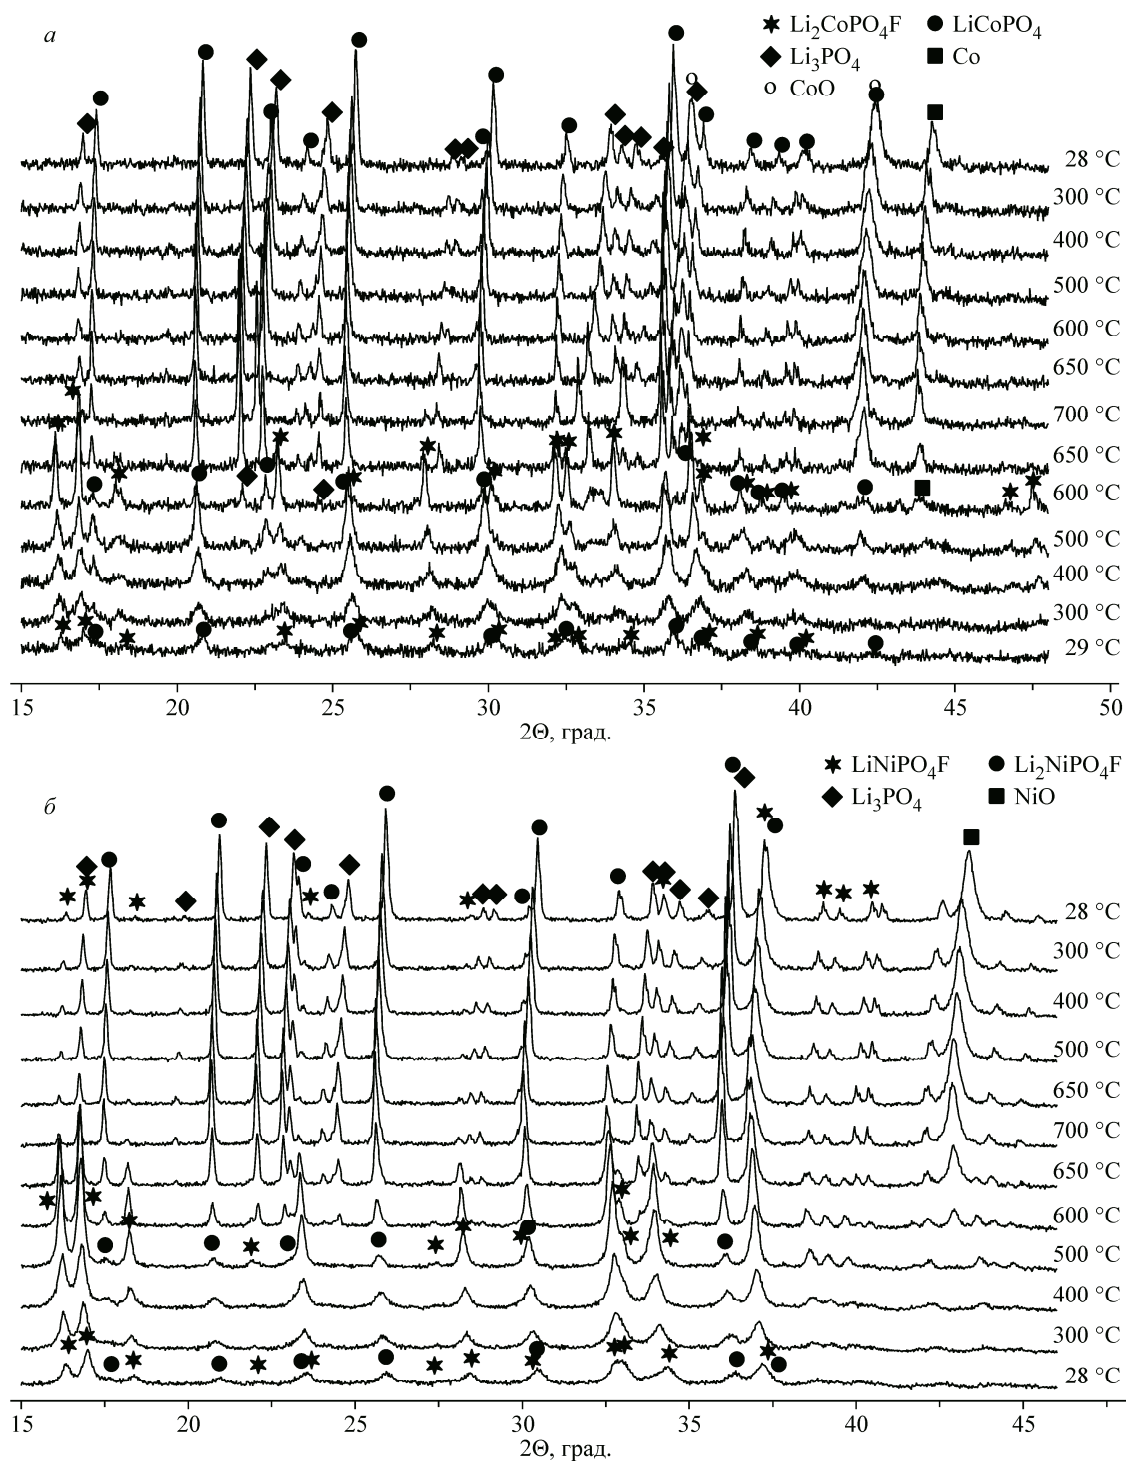 а
Li2CoPO4F LiCoPO4
Li3PO4 Co
CoO
28 °C
300 °C
400 °C
500 °C
600 °C
650 °C
700 °C
650 °C
600 °C
500 °C
400 °C
300 °C
29 °C
15 20 25 30 35 40 45 50
2Θ, град.
б
LiNiPO4F Li2NiPO4F
Li3PO4 NiO
28 °C
300 °C
400 °C
500 °C
650 °C
700 °C
650 °C
600 °C
500 °C
400 °C
300 °C
28 °C
15 20 25 30 35 40 45
2Θ, град.